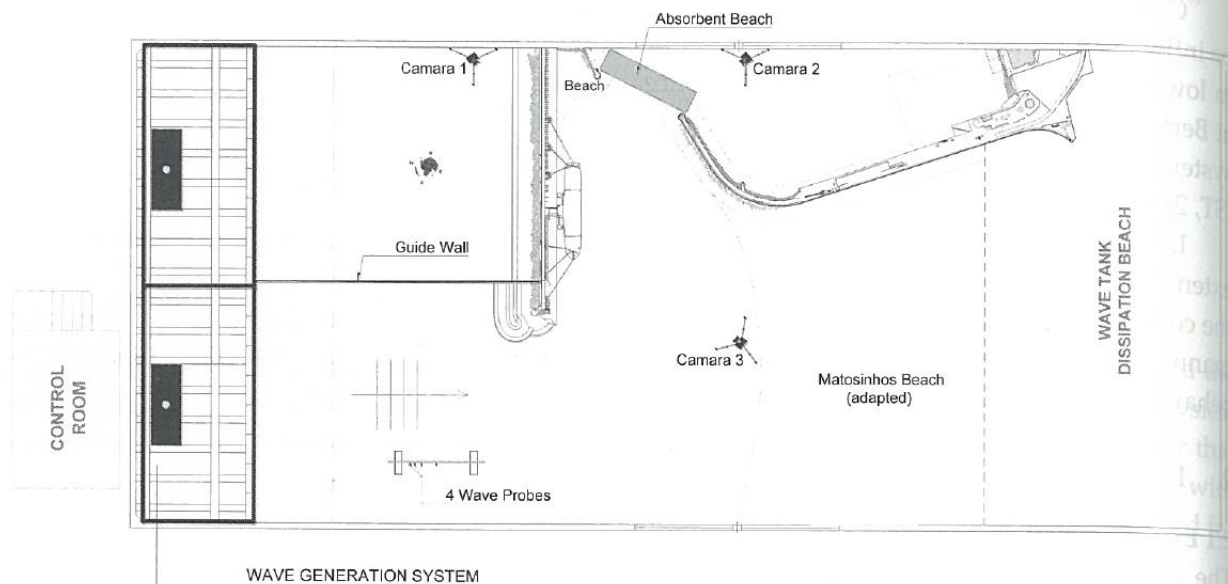 Absorbent Beach
Camara 1
Beach
Camara 2
Guide Wall
Camara 3
Matosinhos Beach
(adapted)
4 Wave Probes
CONTROL
ROOM
WAVE TANK
DISSIPATION BEACH
WAVE GENERATION SYSTEM